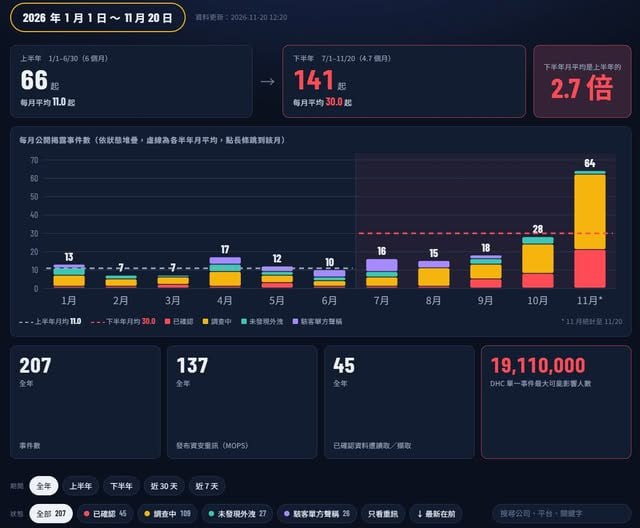 2026 年 1 月 1 日～ 11 月 20 日
資料更新：2026-11-20 12:20
上半年 1/1–6/30（6 個月）
66 起
每月平均 11.0 起
→
下半年 7/1–11/20（4.7 個月）
141 起
每月平均 30.0 起
下半年月平均是上半年的
2.7 倍
每月公開揭露事件數（依狀態堆疊，虛線為各半年月平均，點長條跳到該月）
70
60
50
40
30
20
10
0
13
7
7
17
12
10
16
15
18
28
64
1月 2月 3月 4月 5月 6月 7月 8月 9月 10月 11月*
上半年月均 11.0 下半年月均 30.0 已確認 調查中 未發現外洩 駭客單方聲稱
* 11 月統計至 11/20
207
全年
事件數
137
全年
發布資安重訊（MOPS）
45
全年
已確認資料遭讀取／擷取
19,110,000
DHC 單一事件最大可能影響人數
期間 全年 上半年 下半年 近 30 天 近 7 天
狀態 全部 207 已確認 45 調查中 109 未發現外洩 27 駭客單方聲稱 26 只看重訊 ↓ 最新在前
搜尋公司、平台、關鍵字